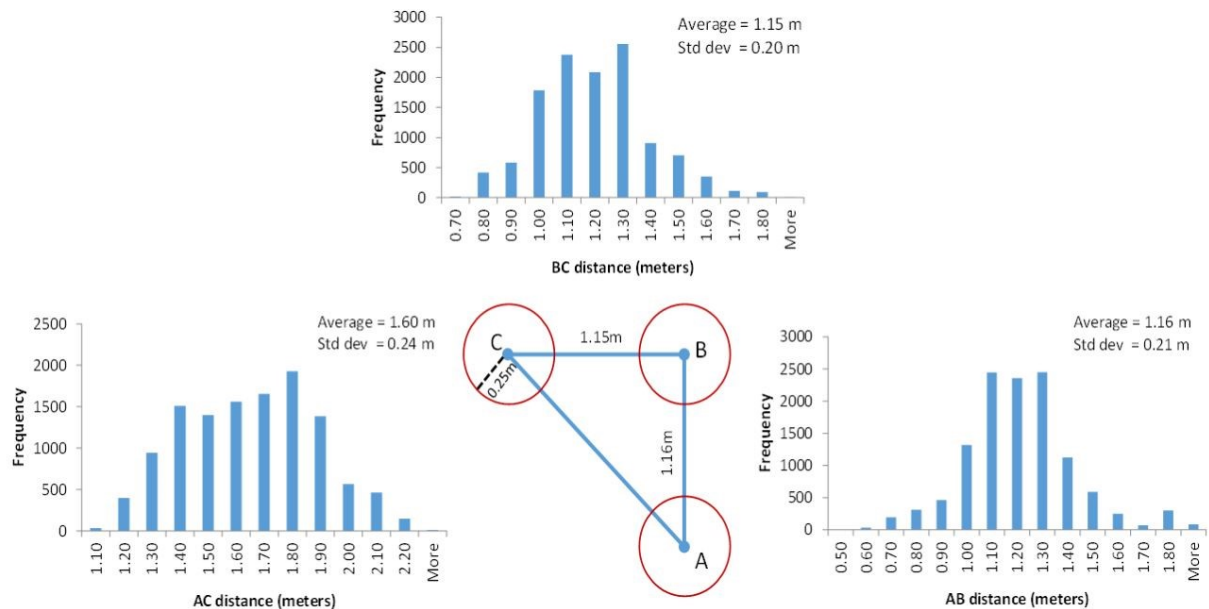 3000
2500
2000
1500
1000
500
0
Frequency
Average = 1.15 m
Std dev = 0.20 m
0.70 0.80 0.90 1.00 1.10 1.20 1.30 1.40 1.50 1.60 1.70 1.80 More
BC distance (meters)
2500
2000
1500
1000
500
0
Frequency
Average = 1.60 m
Std dev = 0.24 m
1.10 1.20 1.30 1.40 1.50 1.60 1.70 1.80 1.90 2.00 2.10 2.20 More
AC distance (meters)
C
1.15m
B
0.25m
1.16m
A
3000
2500
2000
1500
1000
500
0
Frequency
Average = 1.16 m
Std dev = 0.21 m
0.50 0.60 0.70 0.80 0.90 1.00 1.10 1.20 1.30 1.40 1.50 1.60 1.70 1.80 More
AB distance (meters)